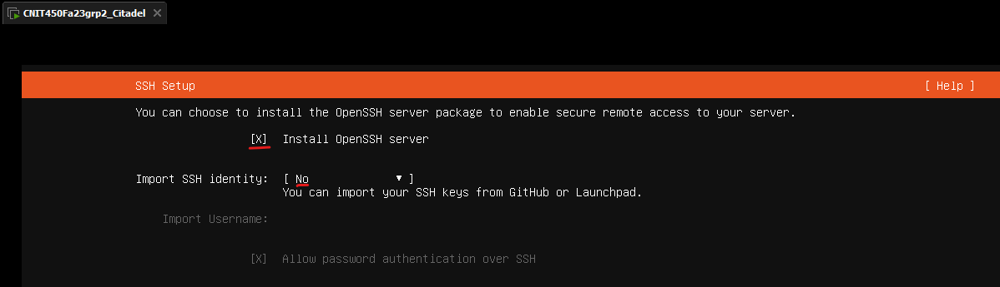 CNIT450Fa23grp2_Citadel
SSH Setup [ Help ]
You can choose to install the OpenSSH server package to enable secure remote access to your server.
[X] Install OpenSSH server
Import SSH identity: [ No ▾ ]
You can import your SSH keys from GitHub or Launchpad.
Import Username:
[X] Allow password authentication over SSH